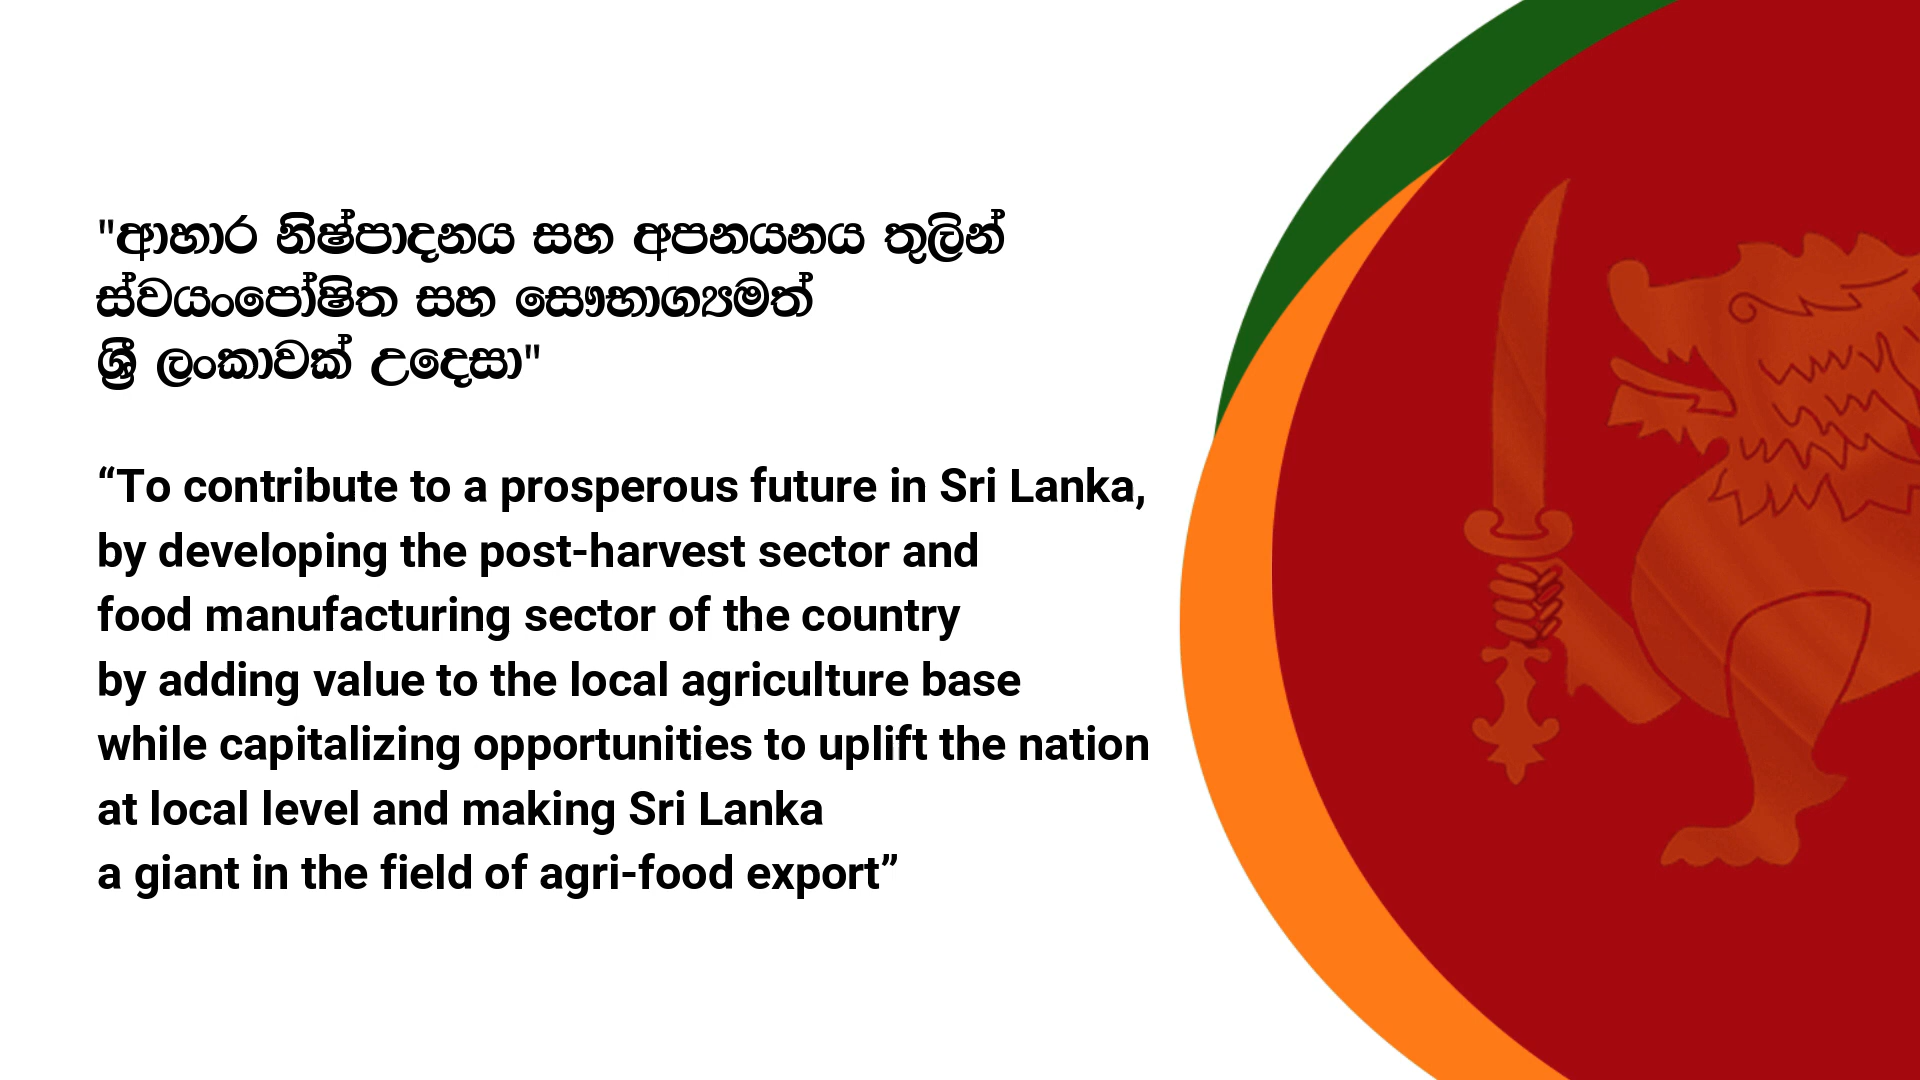 "ආහාර නිෂ්පාදනය සහ අපනයනය තුලින්
ස්වයංපෝෂිත සහ සෞභාග්‍යමත්
ශ්‍රී ලංකාවක් උදෙසා"
“To contribute to a prosperous future in Sri Lanka,
by developing the post-harvest sector and
food manufacturing sector of the country
by adding value to the local agriculture base
while capitalizing opportunities to uplift the nation
at local level and making Sri Lanka
a giant in the field of agri-food export”